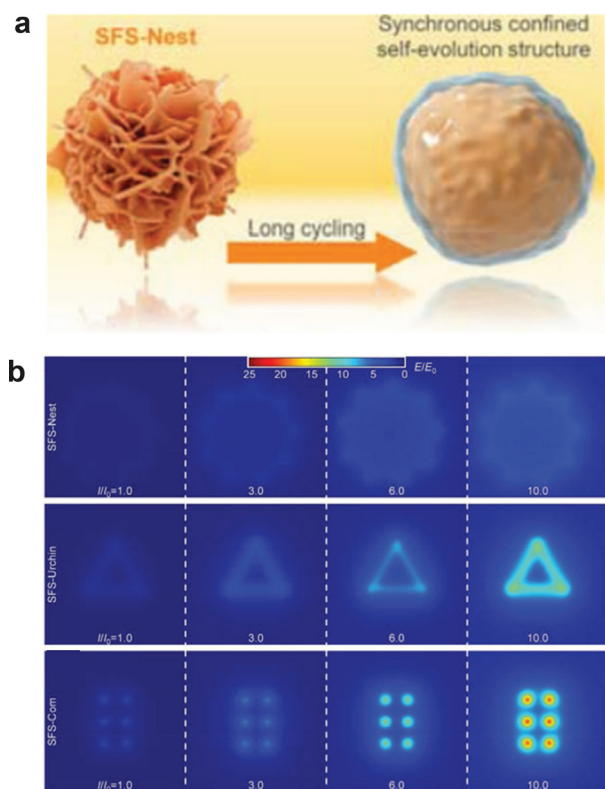 a
SFS-Nest
Synchronous confined
self-evolution structure
Long cycling
b
25 20 15 10 5 0 E/E₀
SFS-Nest
I/I₀=1.0 3.0 6.0 10.0
SFS-Urchin
I/I₀=1.0 3.0 6.0 10.0
SFS-Com
I/I₀=1.0 3.0 6.0 10.0